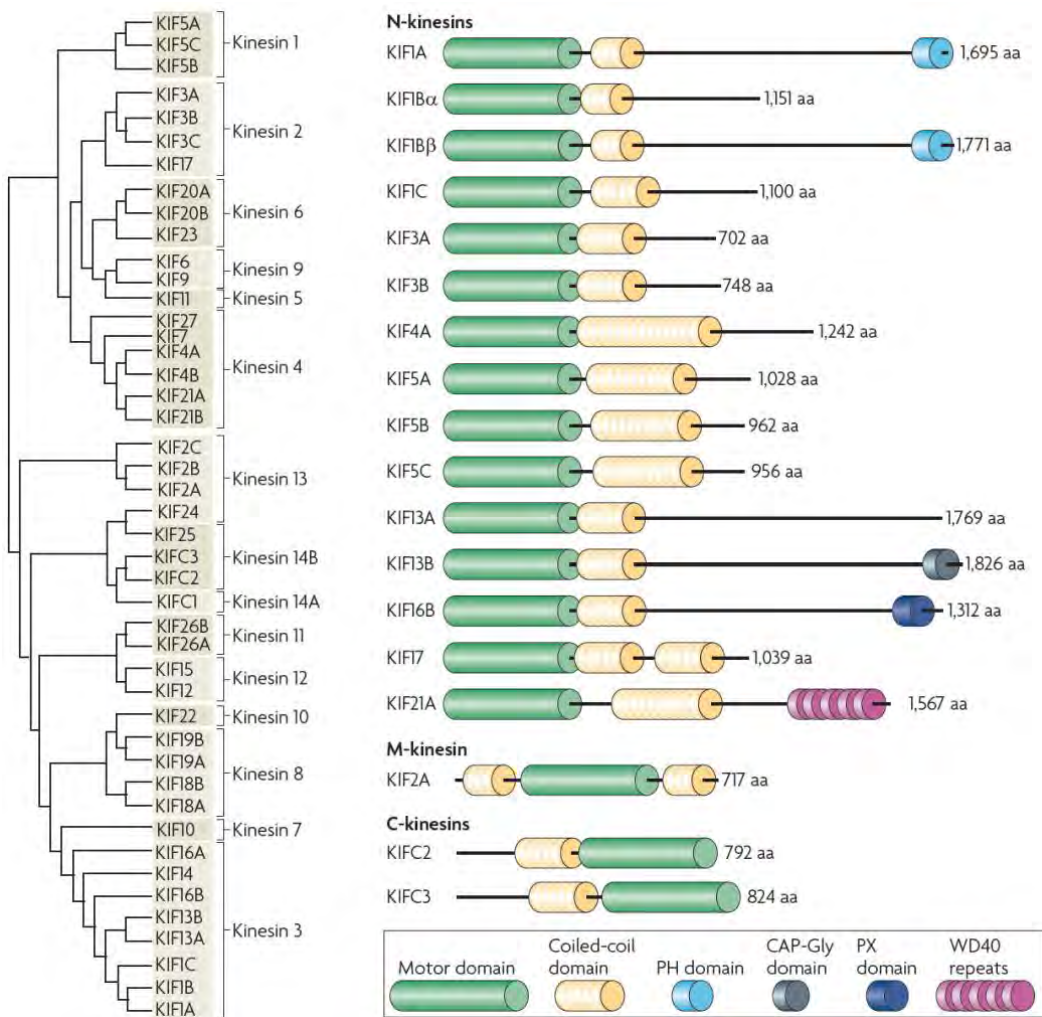 KIF5A
KIF5C
KIF5B
Kinesin 1
KIF3A
KIF3B
KIF3C
KIF17
Kinesin 2
KIF20A
KIF20B
KIF23
Kinesin 6
KIF6
KIF9
Kinesin 9
KIF11
Kinesin 5
KIF27
KIF7
KIF4A
KIF4B
KIF21A
KIF21B
Kinesin 4
KIF2C
KIF2B
KIF2A
KIF24
Kinesin 13
KIF25
KIFC3
KIFC2
Kinesin 14B
KIFC1
Kinesin 14A
KIF26B
KIF26A
Kinesin 11
KIF15
KIF12
Kinesin 12
KIF22
Kinesin 10
KIF19B
KIF19A
KIF18B
KIF18A
Kinesin 8
KIF10
Kinesin 7
KIF16A
KIF14
KIF16B
KIF13B
KIF13A
KIF1C
KIF1B
KIF1A
Kinesin 3
N-kinesins
KIF1A 1,695 aa
KIF1Bα 1,151 aa
KIF1Bβ 1,771 aa
KIF1C 1,100 aa
KIF3A 702 aa
KIF3B 748 aa
KIF4A 1,242 aa
KIF5A 1,028 aa
KIF5B 962 aa
KIF5C 956 aa
KIF13A 1,769 aa
KIF13B 1,826 aa
KIF16B 1,312 aa
KIF17 1,039 aa
KIF21A 1,567 aa
M-kinesin
KIF2A 717 aa
C-kinesins
KIFC2 792 aa
KIFC3 824 aa
Motor domain
Coiled-coil
domain
PH domain
CAP-Gly
domain
PX
domain
WD40
repeats